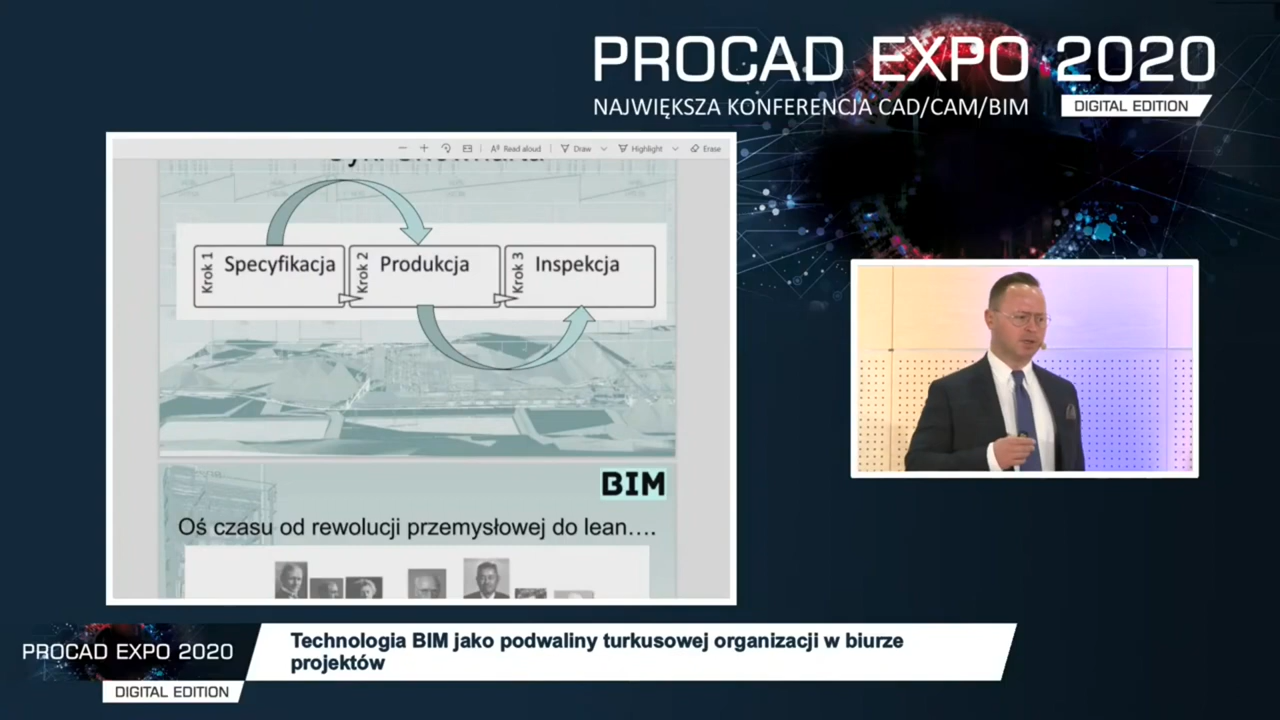 PROCAD EXPO 2020
NAJWIĘKSZA KONFERENCJA CAD/CAM/BIM
DIGITAL EDITION
Read aloud
Draw
Highlight
Erase
Krok 1
Specyfikacja
Krok 2
Produkcja
Krok 3
Inspekcja
BIM
Oś czasu od rewolucji przemysłowej do lean….
PROCAD EXPO 2020
DIGITAL EDITION
Technologia BIM jako podwaliny turkusowej organizacji w biurze
projektów